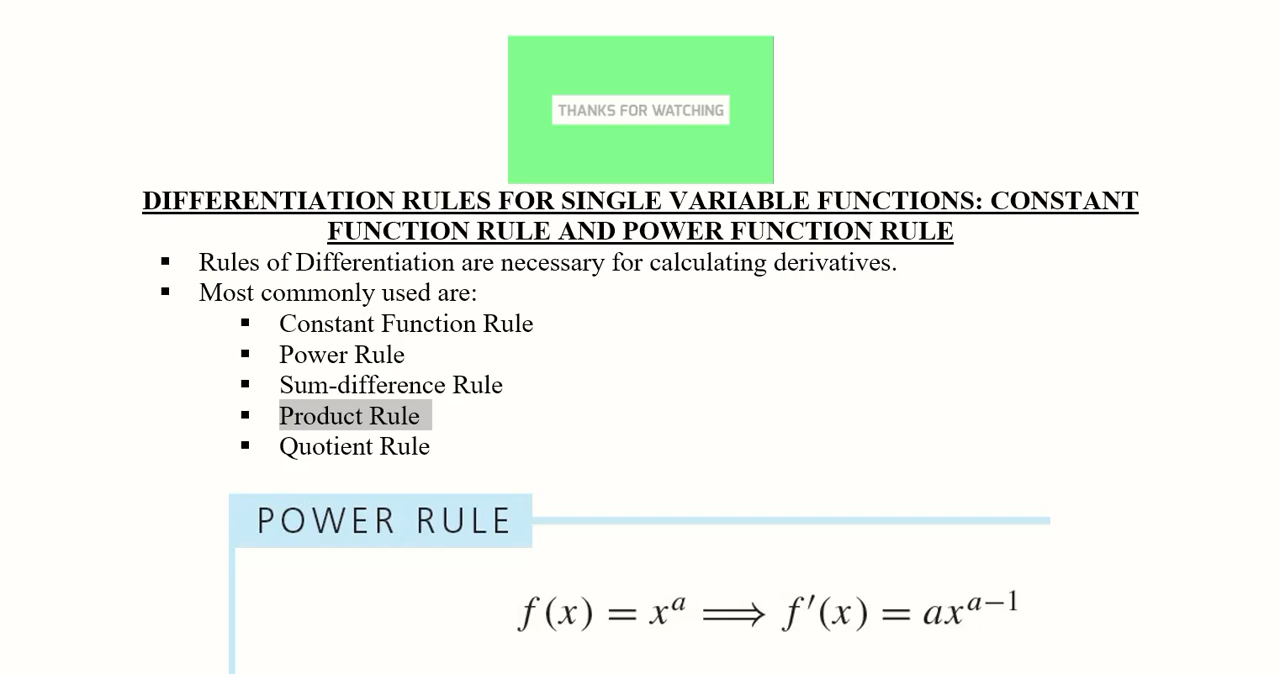 THANKS FOR WATCHING
DIFFERENTIATION RULES FOR SINGLE VARIABLE FUNCTIONS: CONSTANT
FUNCTION RULE AND POWER FUNCTION RULE
▪ Rules of Differentiation are necessary for calculating derivatives.
▪ Most commonly used are:
▪ Constant Function Rule
▪ Power Rule
▪ Sum-difference Rule
▪ Product Rule
▪ Quotient Rule
POWER RULE
f(x) = xᵃ ⟹ f′(x) = axᵃ⁻¹